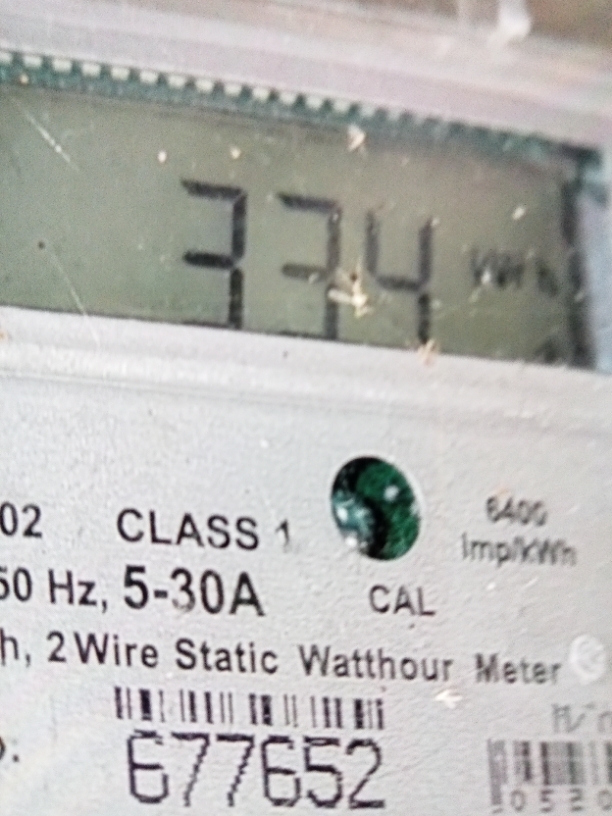 334 kWh
02 CLASS 1
6400
imp/kWh
50 Hz, 5-30A
CAL
h, 2 Wire Static Watthour Meter
677652
0520